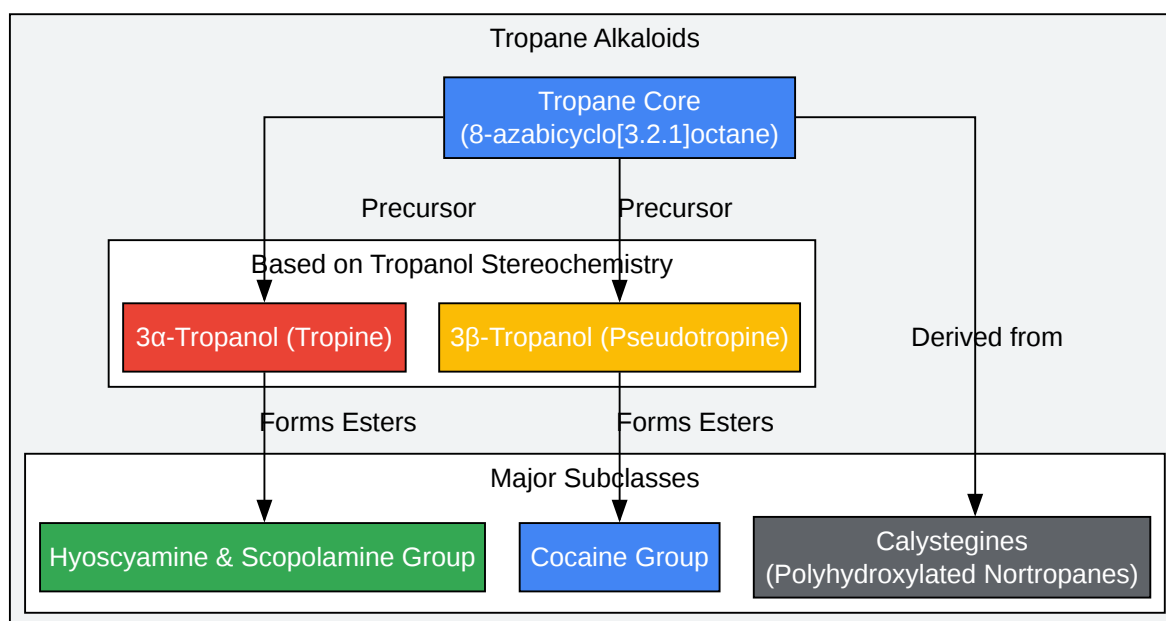 Tropane Alkaloids
Tropane Core
(8-azabicyclo[3.2.1]octane)
Precursor
Precursor
Based on Tropanol Stereochemistry
3α-Tropanol (Tropine)
3β-Tropanol (Pseudotropine)
Derived from
Forms Esters
Forms Esters
Major Subclasses
Hyoscyamine & Scopolamine Group
Cocaine Group
Calystegines
(Polyhydroxylated Nortropanes)